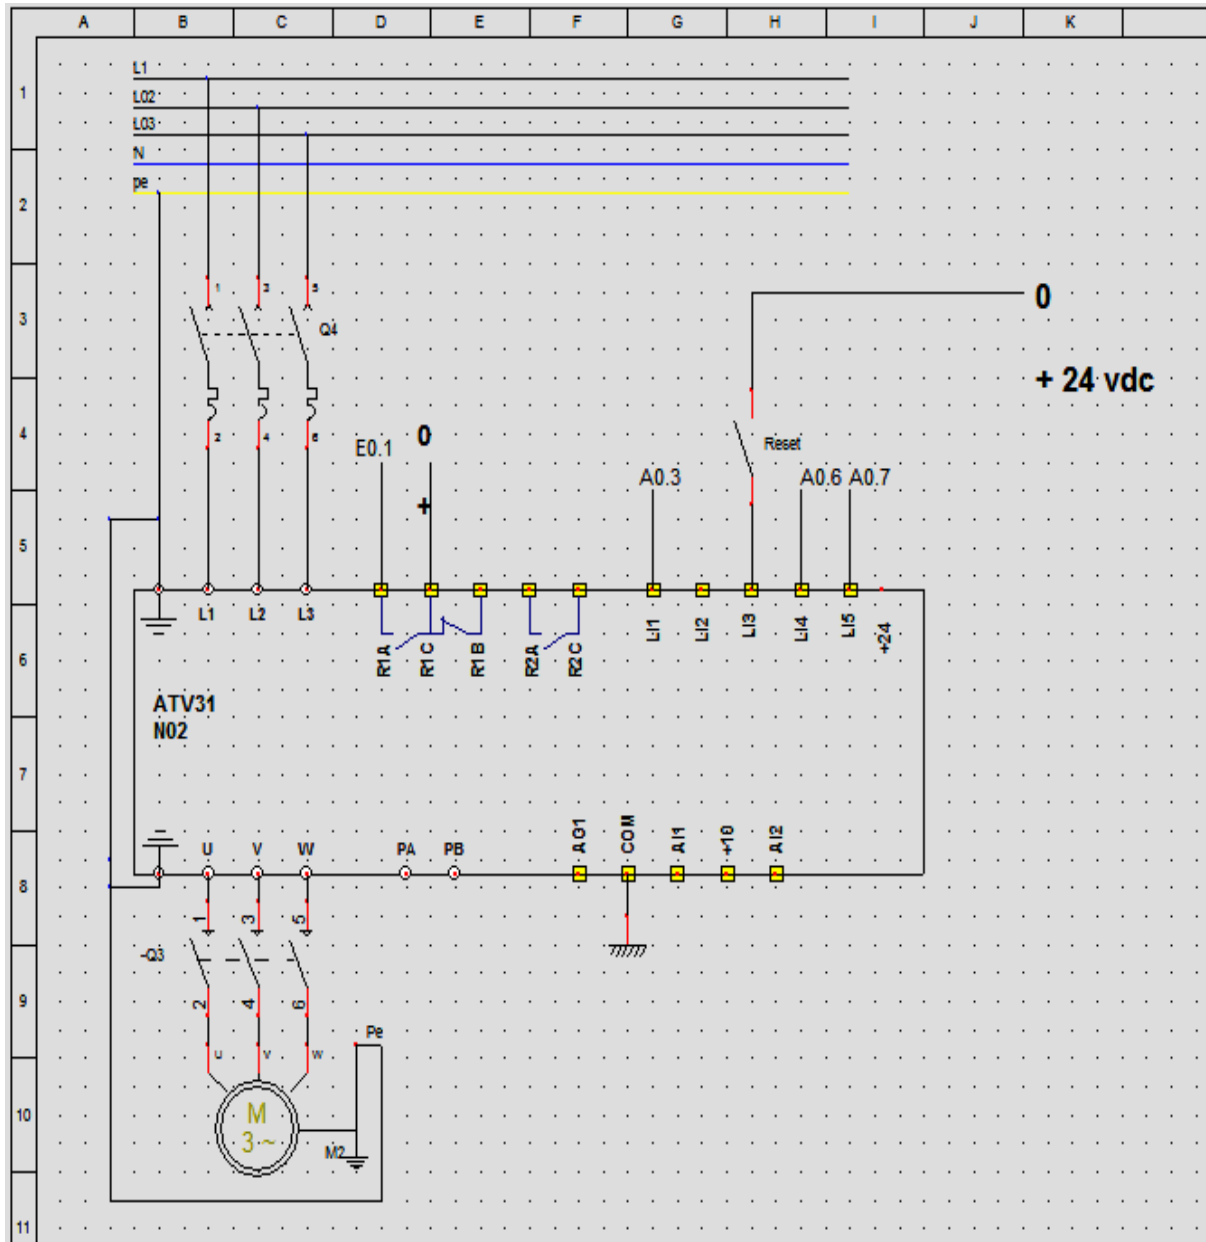 A B C D E F G H I J K
1
L1
L02
L03
N
pe
2
1 3 5
3
Q4
0
+ 24 vdc
4
2 4 6
E0.1
0
+
Reset
A0.3
A0.6 A0.7
5
L1 L2 L3
R1A R1C R1B R2A R2C
LI1 LI2 LI3 LI4 LI5 +24
6
ATV31
N02
7
U V W PA PB
AO1 COM AI1 +10 AI2
8
1 3 5
-Q3
9
2 4 6
Pe
U V W
10
M
3 ~
M2
11